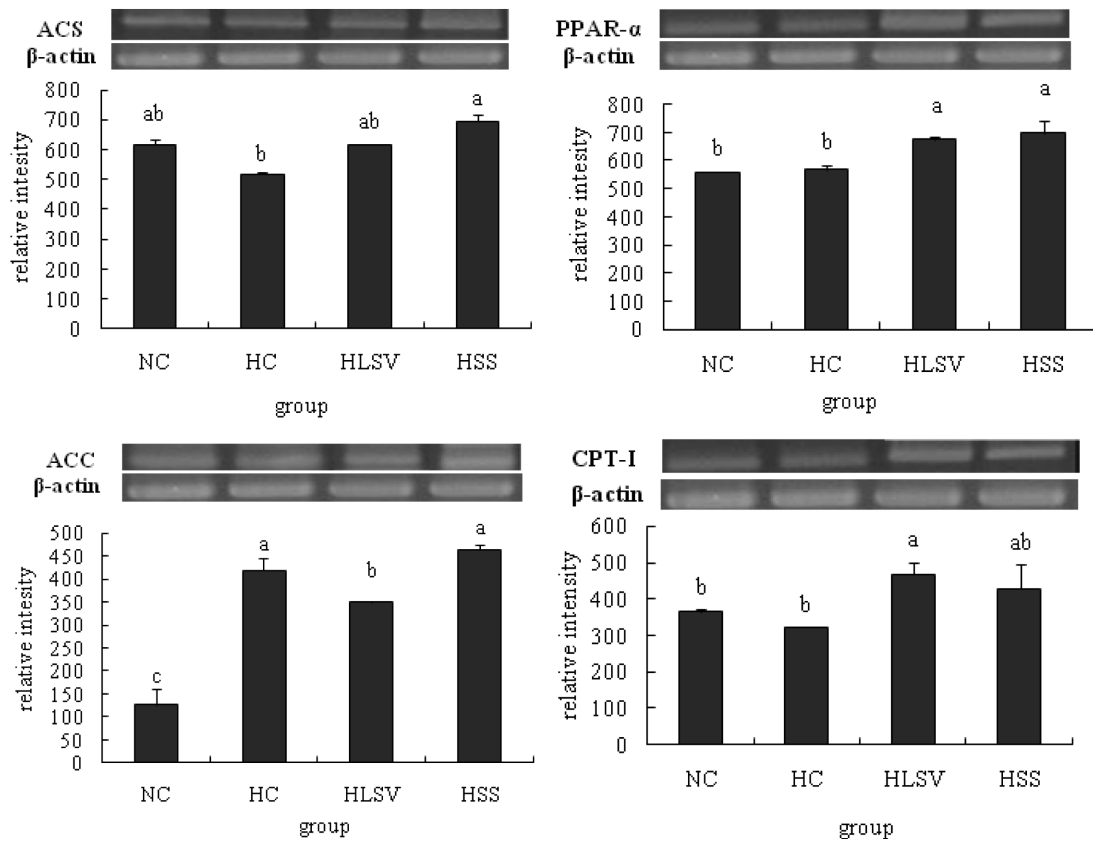 ACS
β-actin
relative intesity
800
700
600
500
400
300
200
100
0
ab
b
ab
a
NC HC HLSV HSS
group
PPAR-α
β-actin
relative intesity
800
700
600
500
400
300
200
100
0
b
b
a
a
NC HC HLSV HSS
group
ACC
β-actin
relative intesity
500
450
400
350
300
250
200
150
100
50
0
c
a
b
a
NC HC HLSV HSS
group
CPT-I
β-actin
relative intensity
600
500
400
300
200
100
0
b
b
a
ab
NC HC HLSV HSS
group